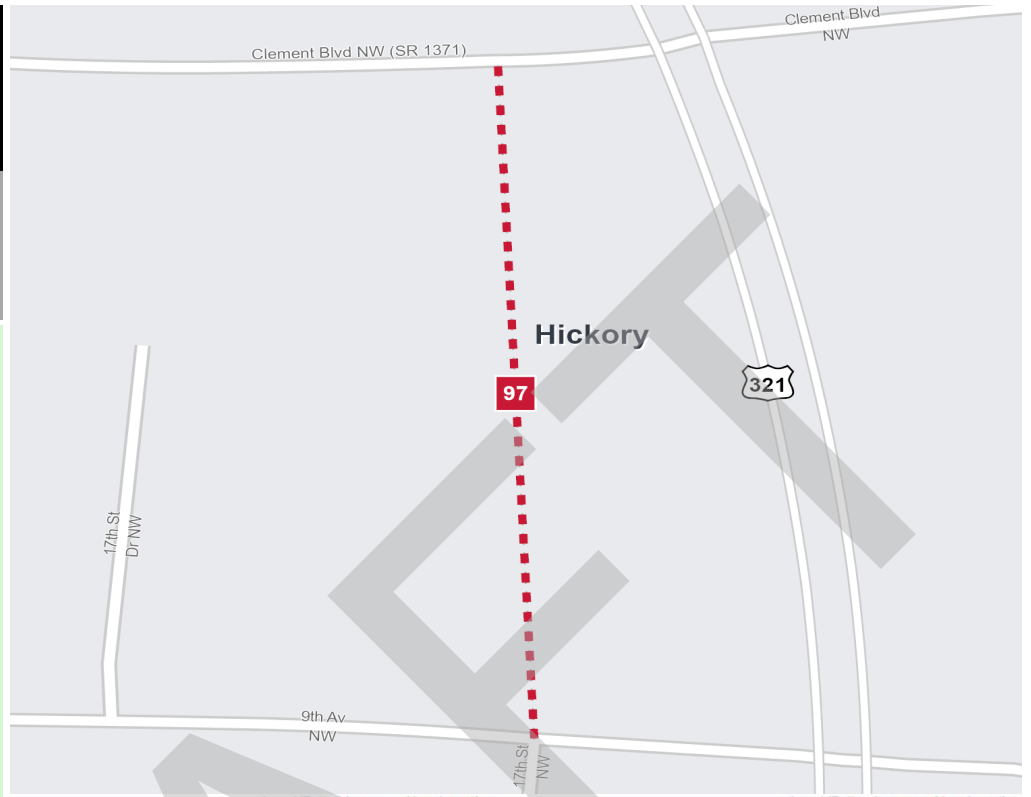 Clement Blvd
NW
Clement Blvd NW (SR 1371)
Hickory
97
321
17th St
Dr NW
9th Av
NW
17th St
NW